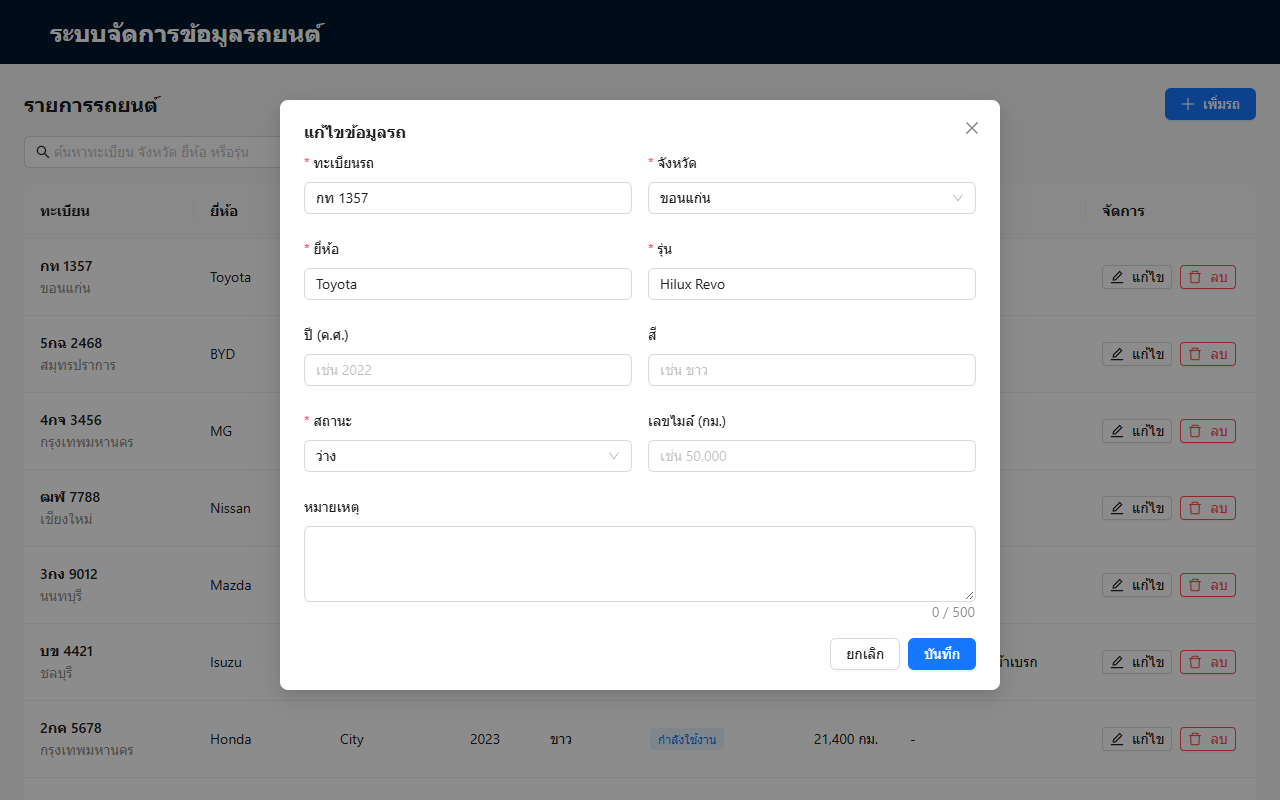 ระบบจัดการข้อมูลรถยนต์
รายการรถยนต์
เพิ่มรถ
ค้นหาทะเบียน จังหวัด ยี่ห้อ หรือรุ่น
ทะเบียน ยี่ห้อ จัดการ
กท 1357
ขอนแก่น
Toyota แก้ไข ลบ
5กฉ 2468
สมุทรปราการ
BYD แก้ไข ลบ
4กจ 3456
กรุงเทพมหานคร
MG แก้ไข ลบ
ฒฬ 7788
เชียงใหม่
Nissan แก้ไข ลบ
3กง 9012
นนทบุรี
Mazda แก้ไข ลบ
บข 4421
ชลบุรี
Isuzu แก้ไข ลบ
2กค 5678
กรุงเทพมหานคร
Honda City 2023 ขาว กำลังใช้งาน 21,400 กม. - แก้ไข ลบ
แก้ไขข้อมูลรถ
* ทะเบียนรถ * จังหวัด
กท 1357 ขอนแก่น
* ยี่ห้อ * รุ่น
Toyota Hilux Revo
ปี (ค.ศ.) สี
เช่น 2022 เช่น ขาว
* สถานะ เลขไมล์ (กม.)
ว่าง เช่น 50,000
หมายเหตุ
0 / 500
ยกเลิก บันทึก